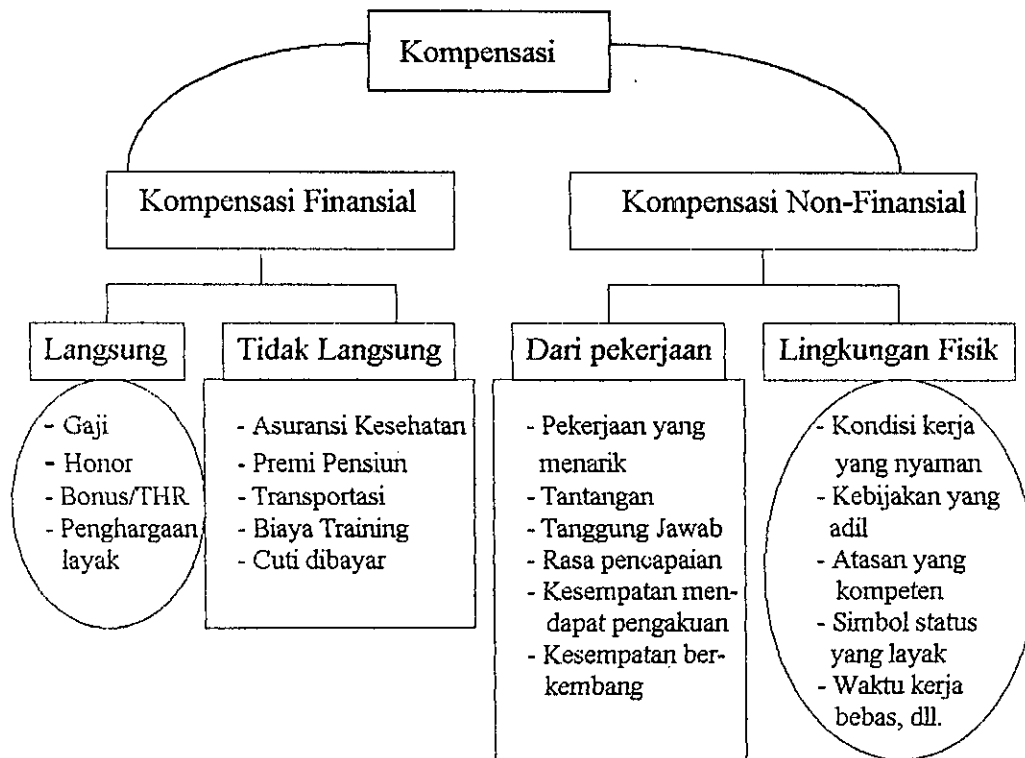 Kompensasi
Kompensasi Finansial
Kompensasi Non-Finansial
Langsung
- Gaji
- Honor
- Bonus/THR
- Penghargaan
layak
Tidak Langsung
- Asuransi Kesehatan
- Premi Pensiun
- Transportasi
- Biaya Training
- Cuti dibayar
Dari pekerjaan
- Pekerjaan yang
menarik
- Tantangan
- Tanggung Jawab
- Rasa pencapaian
- Kesempatan men-
dapat pengakuan
- Kesempatan ber-
kembang
Lingkungan Fisik
- Kondisi kerja
yang nyaman
- Kebijakan yang
adil
- Atasan yang
kompeten
- Simbol status
yang layak
- Waktu kerja
bebas, dll.